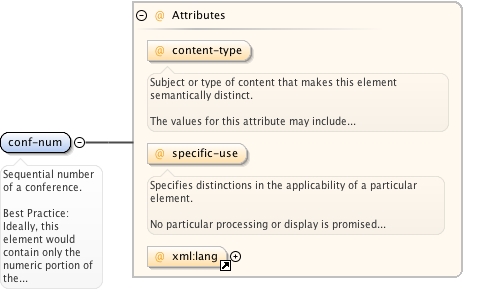 @ Attributes
@ content-type
Subject or type of content that makes this element
semantically distinct.
The values for this attribute may include...
conf-num
Sequential number
of a conference.
Best Practice:
Ideally, this
element would
contain only the
numeric portion of
the...
@ specific-use
Specifies distinctions in the applicability of a particular
element.
No particular processing or display is promised...
@ xml:lang